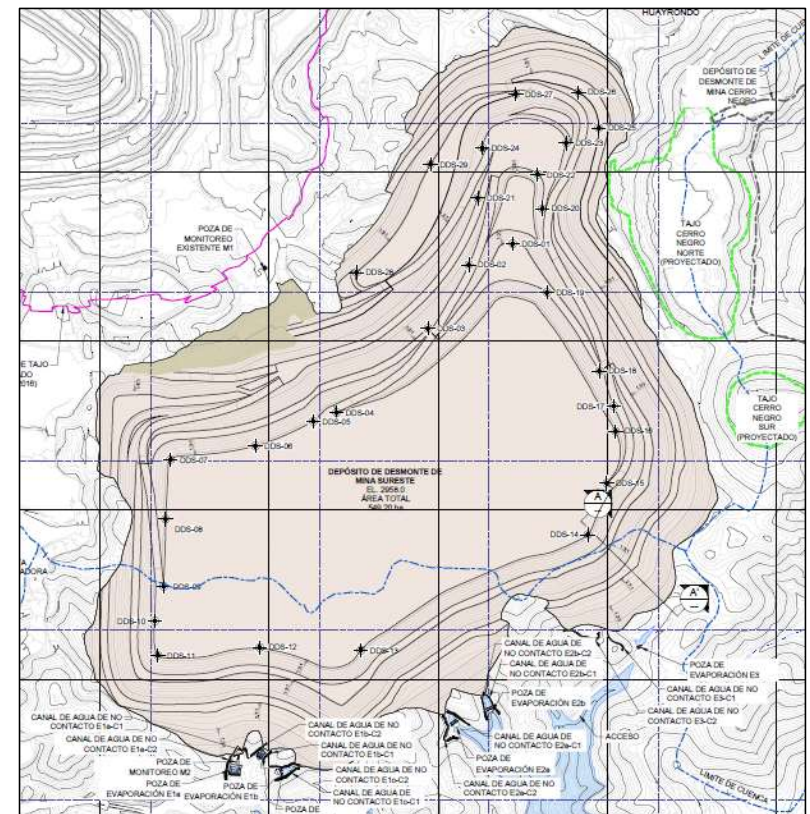 HUAYRONDO
LIMITE DE CUE
DEPÓSITO DE
DESMONTE DE
MINA CERRO
NEGRO
DDS-27
DDS-26
DDS-25
DDS-24
DDS-23
DDS-29
DDS-22
DDS-21
DDS-20
POZA DE
MONITOREO
EXISTENTE M1
TAJO
CERRO
NEGRO
NORTE
(PROYECTADO)
DDS-01
DDS-02
DDS-28
DDS-19
DDS-03
E TAJO
DO
2018)
DDS-18
DDS-17
DDS-04
DDS-05
DDS-16
TAJO
CERRO
NEGRO
SUR
(PROYECTADO)
DDS-06
DDS-07
DEPÓSITO DE DESMONTE DE
MINA SURESTE
EL. 2958.0
ÁREA TOTAL
549.20 ha
DDS-15
A
DDS-08
DDS-14
A
ADORA
DDS-09
A'
DDS-10
DDS-11
DDS-12
DDS-13
CANAL DE AGUA DE
NO CONTACTO E2b-C2
CANAL DE AGUA DE
NO CONTACTO E2b-C1
POZA DE
EVAPORACIÓN E3
POZA DE
EVAPORACIÓN E2b
CANAL DE AGUA DE
NO CONTACTO E3-C1
CANAL DE AGUA DE
NO CONTACTO E3-C2
CANAL DE AGUA DE NO
CONTACTO E1a-C1
CANAL DE AGUA DE NO
CONTACTO E1a-C2
CANAL DE AGUA DE NO
CONTACTO E1b-C2
CANAL DE AGUA DE NO
CONTACTO E1b-C1
CANAL DE AGUA DE
NO CONTACTO E2a-C1
ACCESO
POZA DE
MONITOREO M2
POZA DE
EVAPORACIÓN E1a
POZA DE
EVAPORACIÓN E1b
CANAL DE AGUA DE
NO CONTACTO E1c-C2
CANAL DE AGUA DE
NO CONTACTO E1c-C1
POZA DE
EVAPORACIÓN E2a
CANAL DE AGUA DE
NO CONTACTO E2a-C2
LIMITE DE CUENCA
POZA DE